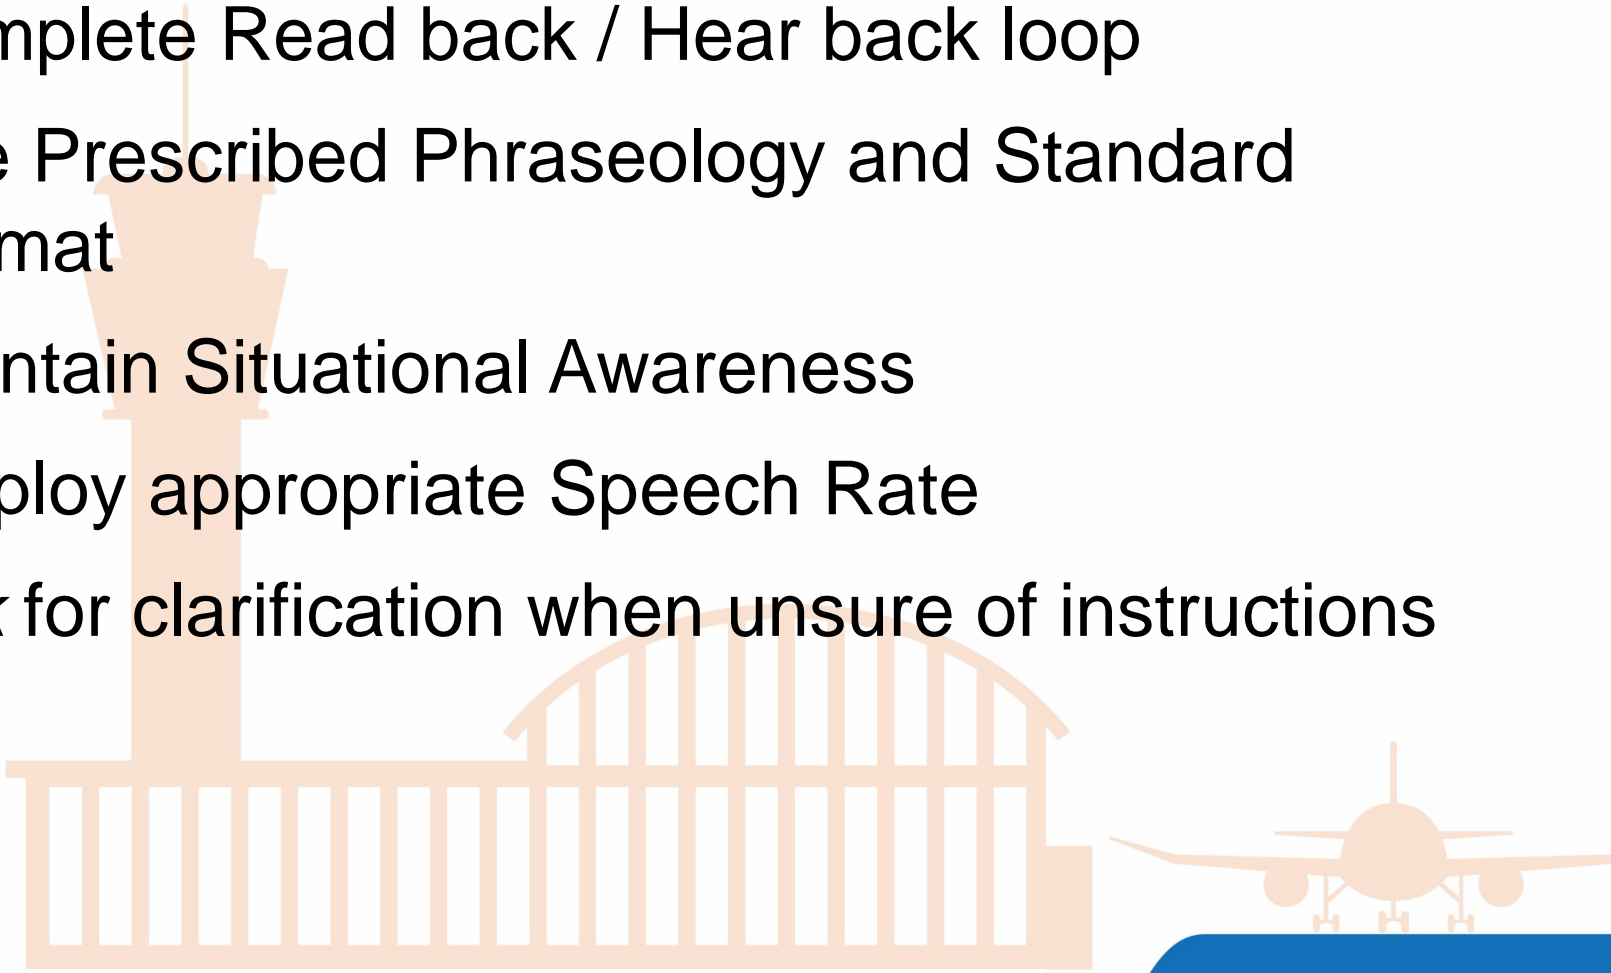 mplete Read back / Hear back loop
e Prescribed Phraseology and Standard
mat
ntain Situational Awareness
ploy appropriate Speech Rate
k for clarification when unsure of instructions